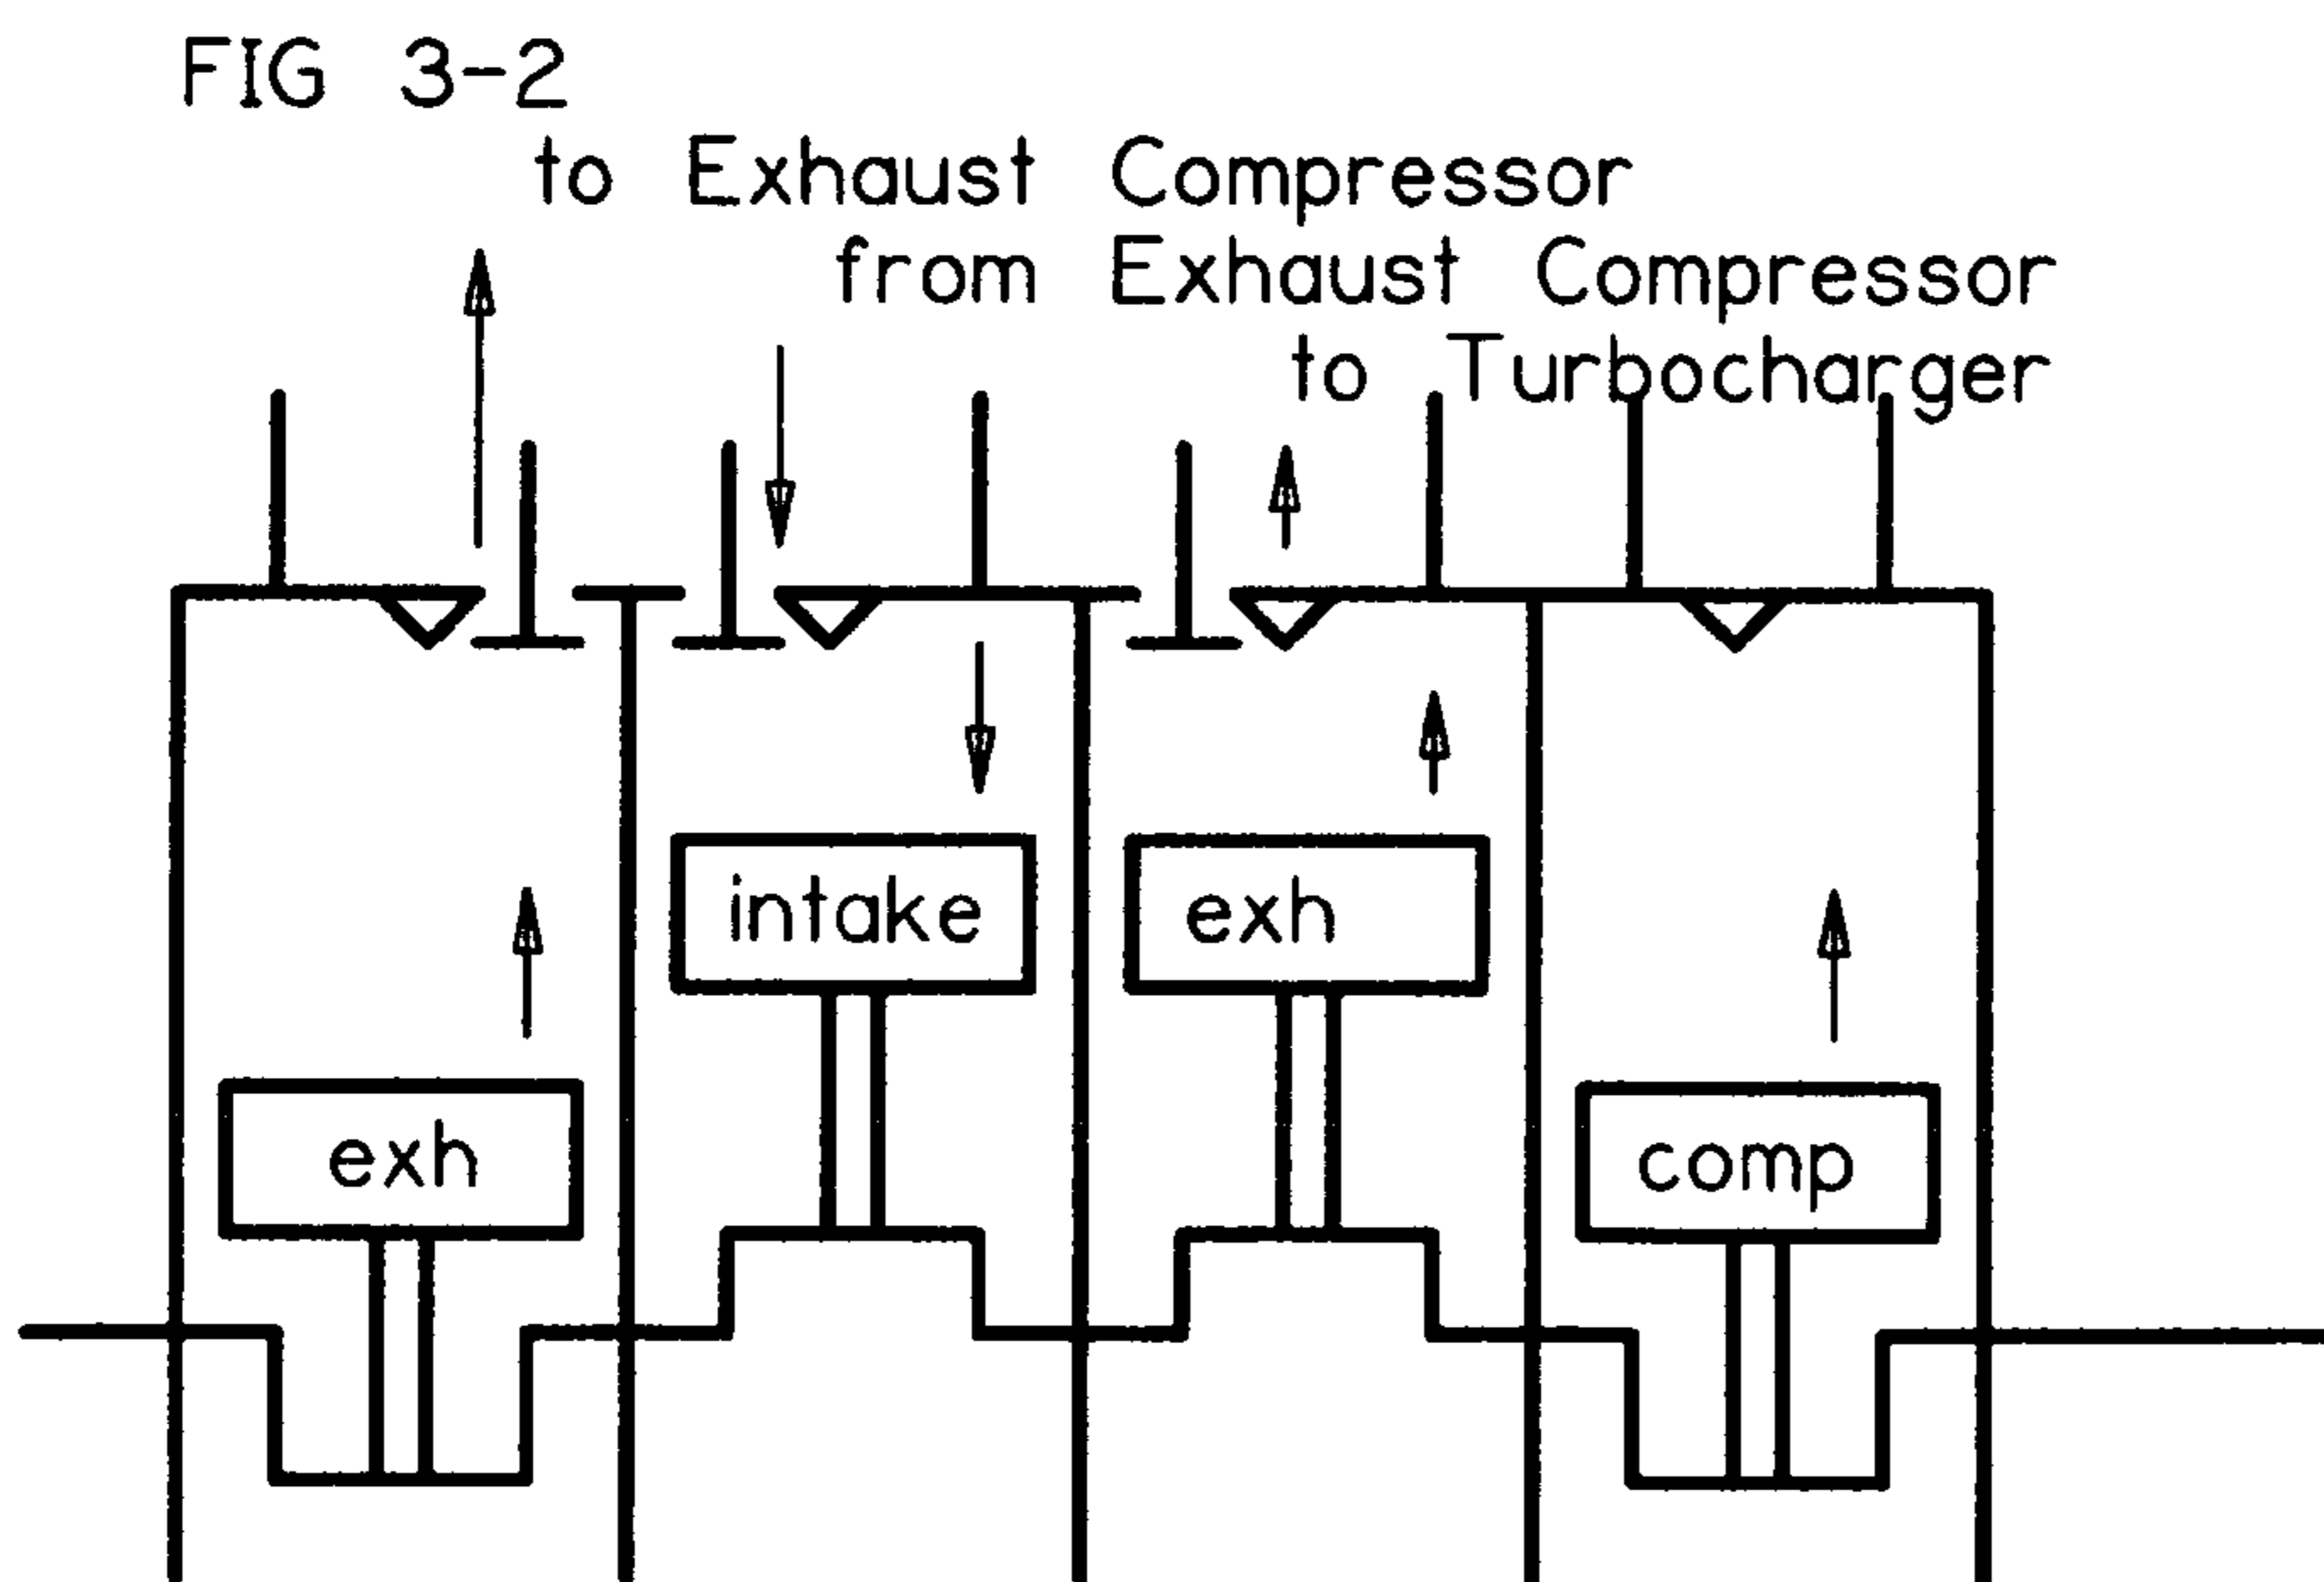 FIG 3-2
to Exhaust Compressor
from Exhaust Compressor
to Turbocharger
intake
exh
exh
comp